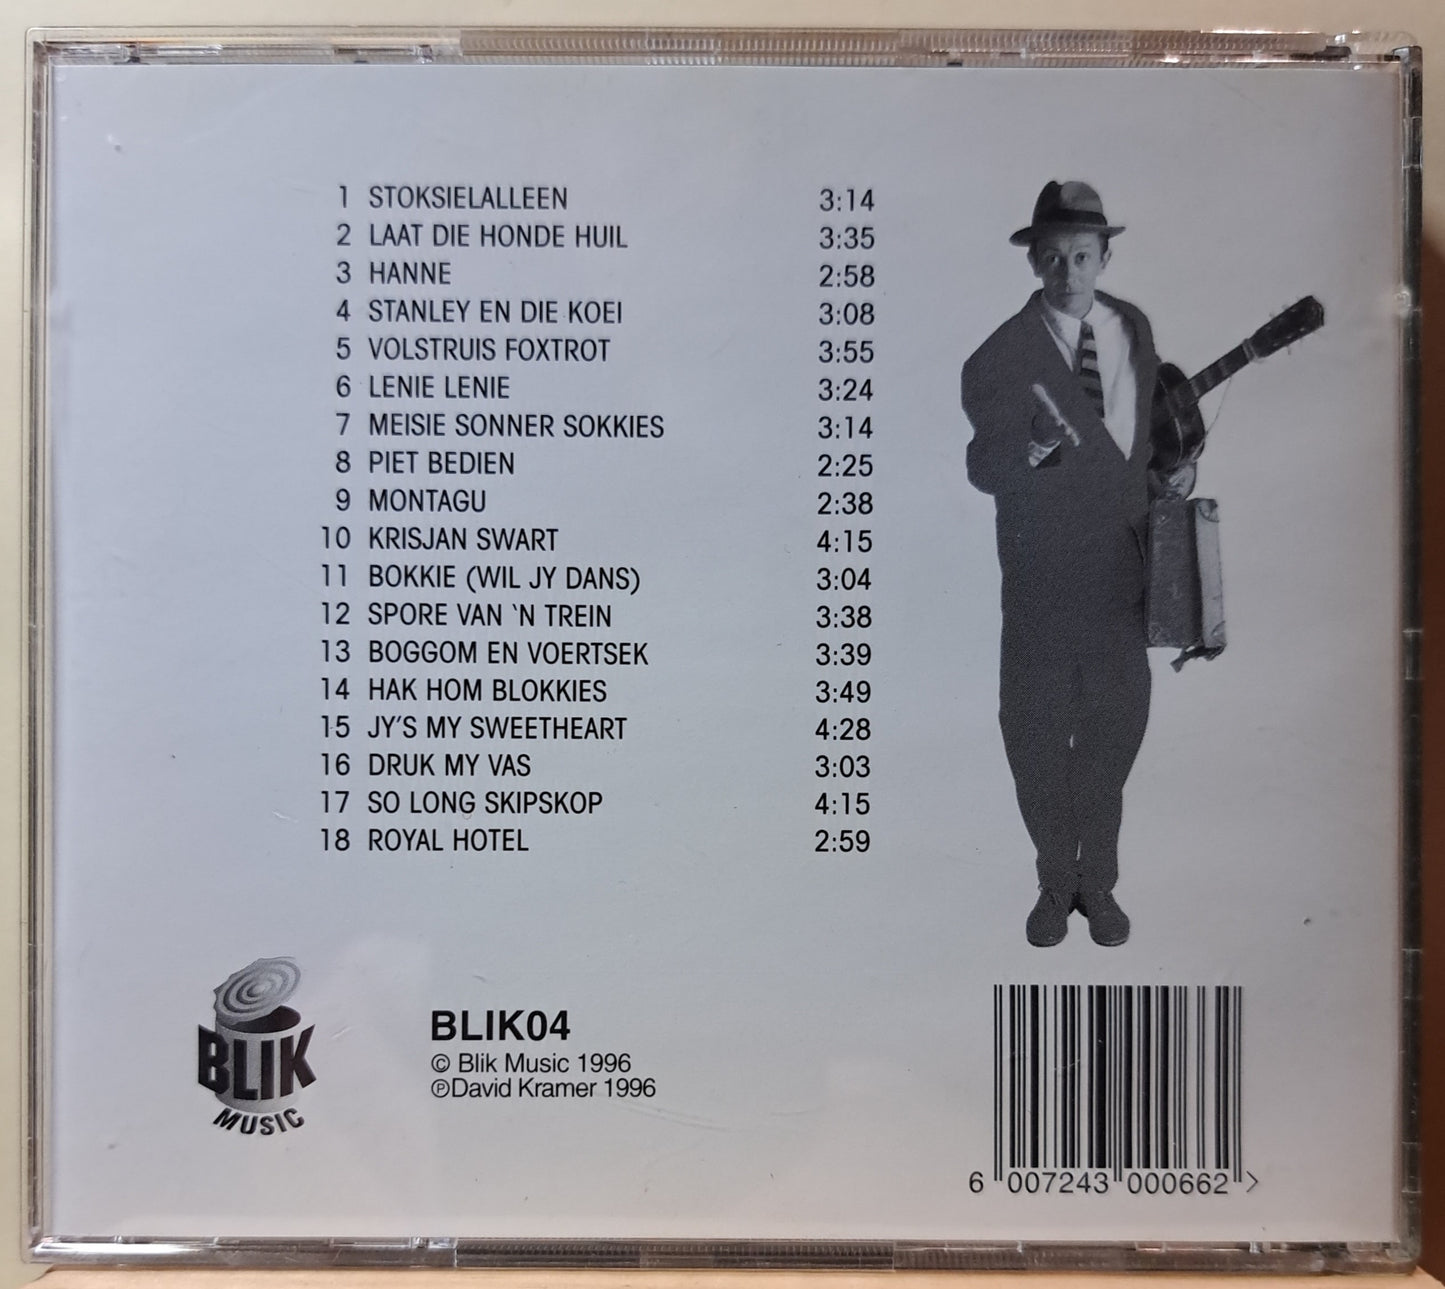 1 STOKSIELALLEEN 3:14
2 LAAT DIE HONDE HUIL 3:35
3 HANNE 2:58
4 STANLEY EN DIE KOEI 3:08
5 VOLSTRUIS FOXTROT 3:55
6 LENIE LENIE 3:24
7 MEISIE SONNER SOKKIES 3:14
8 PIET BEDIEN 2:25
9 MONTAGU 2:38
10 KRISJAN SWART 4:15
11 BOKKIE (WIL JY DANS) 3:04
12 SPORE VAN ‛N TREIN 3:38
13 BOGGOM EN VOERTSEK 3:39
14 HAK HOM BLOKKIES 3:49
15 JY'S MY SWEETHEART 4:28
16 DRUK MY VAS 3:03
17 SO LONG SKIPSKOP 4:15
18 ROYAL HOTEL 2:59
BLIK
MUSIC
BLIK04
© Blik Music 1996
℗David Kramer 1996
6 007243 000662 >